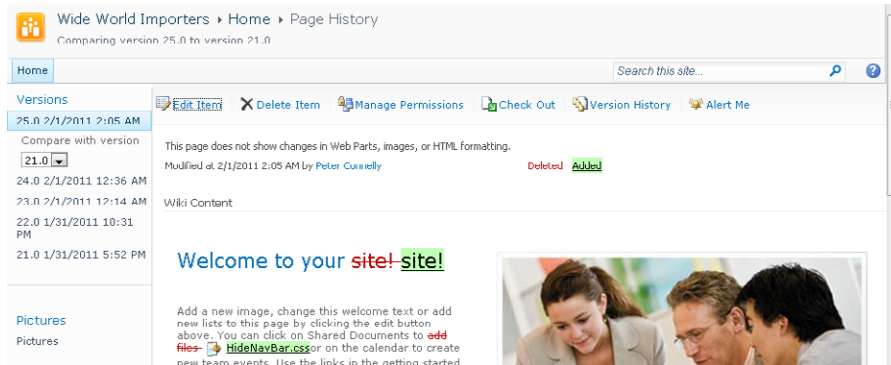 Wide World Importers ▸ Home ▸ Page History
Comparing version 25.0 to version 21.0
Home
Search this site...
Versions
25.0 2/1/2011 2:05 AM
Compare with version
21.0
24.0 2/1/2011 12:36 AM
23.0 2/1/2011 12:14 AM
22.0 1/31/2011 10:31
PM
21.0 1/31/2011 5:52 PM
Pictures
Pictures
Edit Item Delete Item Manage Permissions Check Out Version History Alert Me
This page does not show changes in Web Parts, images, or HTML formatting.
Modified at 2/1/2011 2:05 AM by Peter Connelly Deleted Added
Wiki Content
Welcome to your site! site!
Add a new image, change this welcome text or add
new lists to this page by clicking the edit button
above. You can click on Shared Documents to add
files HideNavBar.cssor on the calendar to create
new team events. Use the links in the getting started